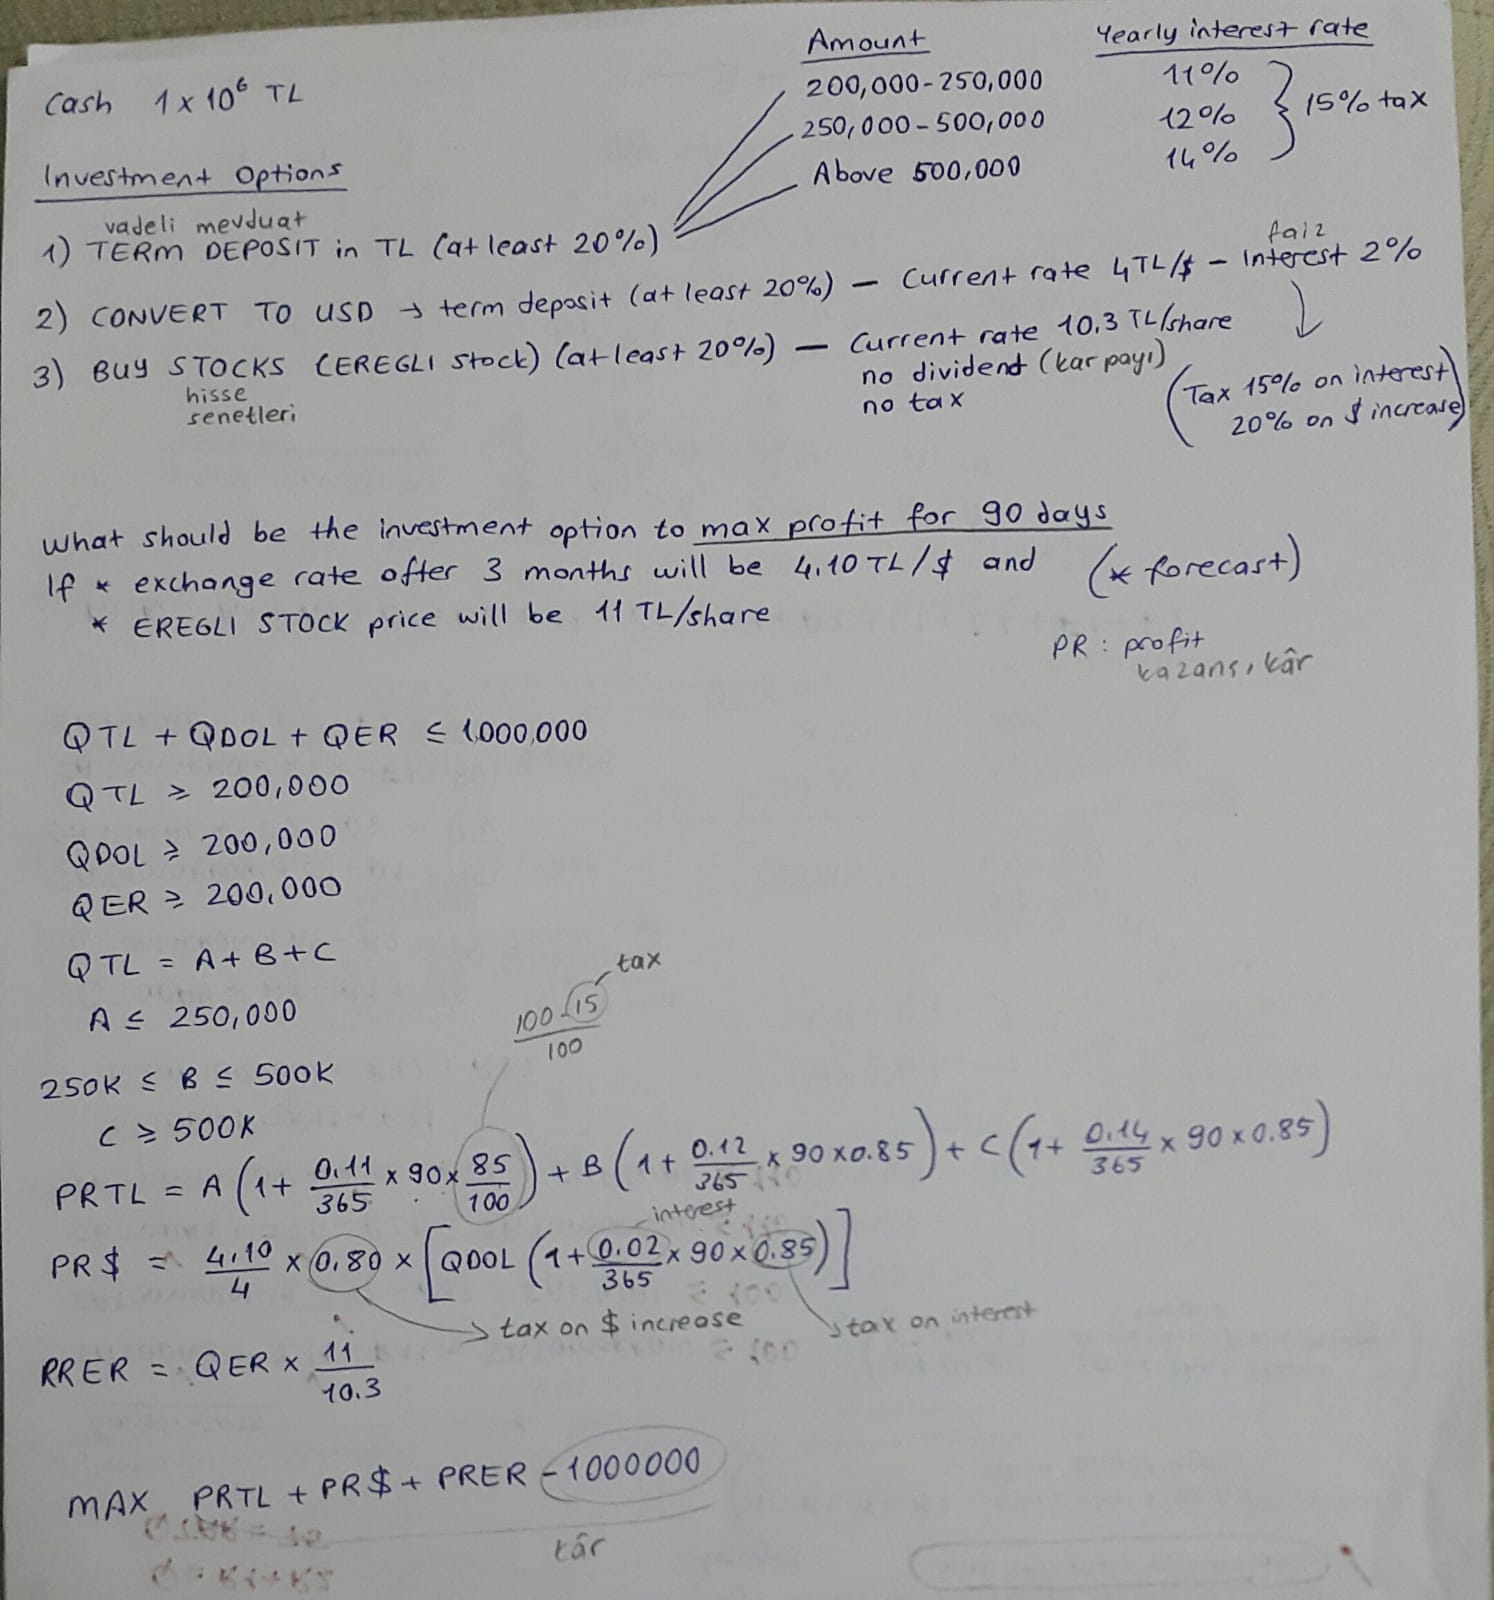 Cash 1 x 10⁶ TL
Amount Yearly interest rate
200,000-250,000 11%
250,000-500,000 12%
Above 500,000 14%
} 15% tax
Investment Options
vadeli mevduat
1) TERM DEPOSIT in TL (at least 20%)
faiz
2) CONVERT TO USD → term deposit (at least 20%) — Current rate 4TL/$ - interest 2%
3) BUY STOCKS (EREGLI stock) (at least 20%) — Current rate 10.3 TL/share
hisse
senetleri
no dividend (kar payı)
no tax
(Tax 15% on interest
20% on $ increase)
What should be the investment option to max profit for 90 days
If * exchange rate after 3 months will be 4.10 TL/$ and (* forecast)
* EREGLI STOCK price will be 11 TL/share
PR : profit
kazanş, kâr
QTL + QDOL + QER ≤ 1,000,000
QTL ≥ 200,000
QDOL ≥ 200,000
QER ≥ 200,000
QTL = A+B+C
A ≤ 250,000
250K ≤ B ≤ 500K
C ≥ 500K
tax
(100-15)/100
PRTL = A (1 + 0.11/365 x 90 x 85/100) + B (1 + 0.12/365 x 90 x 0.85) + C (1 + 0.14/365 x 90 x 0.85)
interest
PR$ = 4.10/4 x 0.80 x [QDOL (1 + 0.02/365 x 90 x 0.85)]
tax on $ increase
tax on interest
PRER = QER x 11/10.3
MAX PRTL + PR$ + PRER - 1000000
kâr